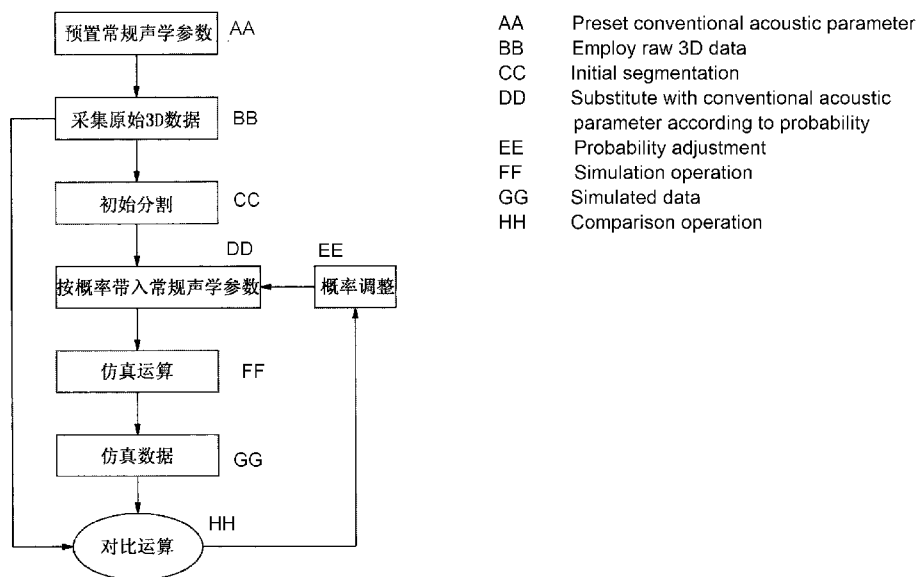 预置常规声学参数 AA
采集原始3D数据 BB
初始分割 CC
DD EE
按概率带入常规声学参数 概率调整
仿真运算 FF
仿真数据 GG
HH
对比运算
AA Preset conventional acoustic parameter
BB Employ raw 3D data
CC Initial segmentation
DD Substitute with conventional acoustic
parameter according to probability
EE Probability adjustment
FF Simulation operation
GG Simulated data
HH Comparison operation